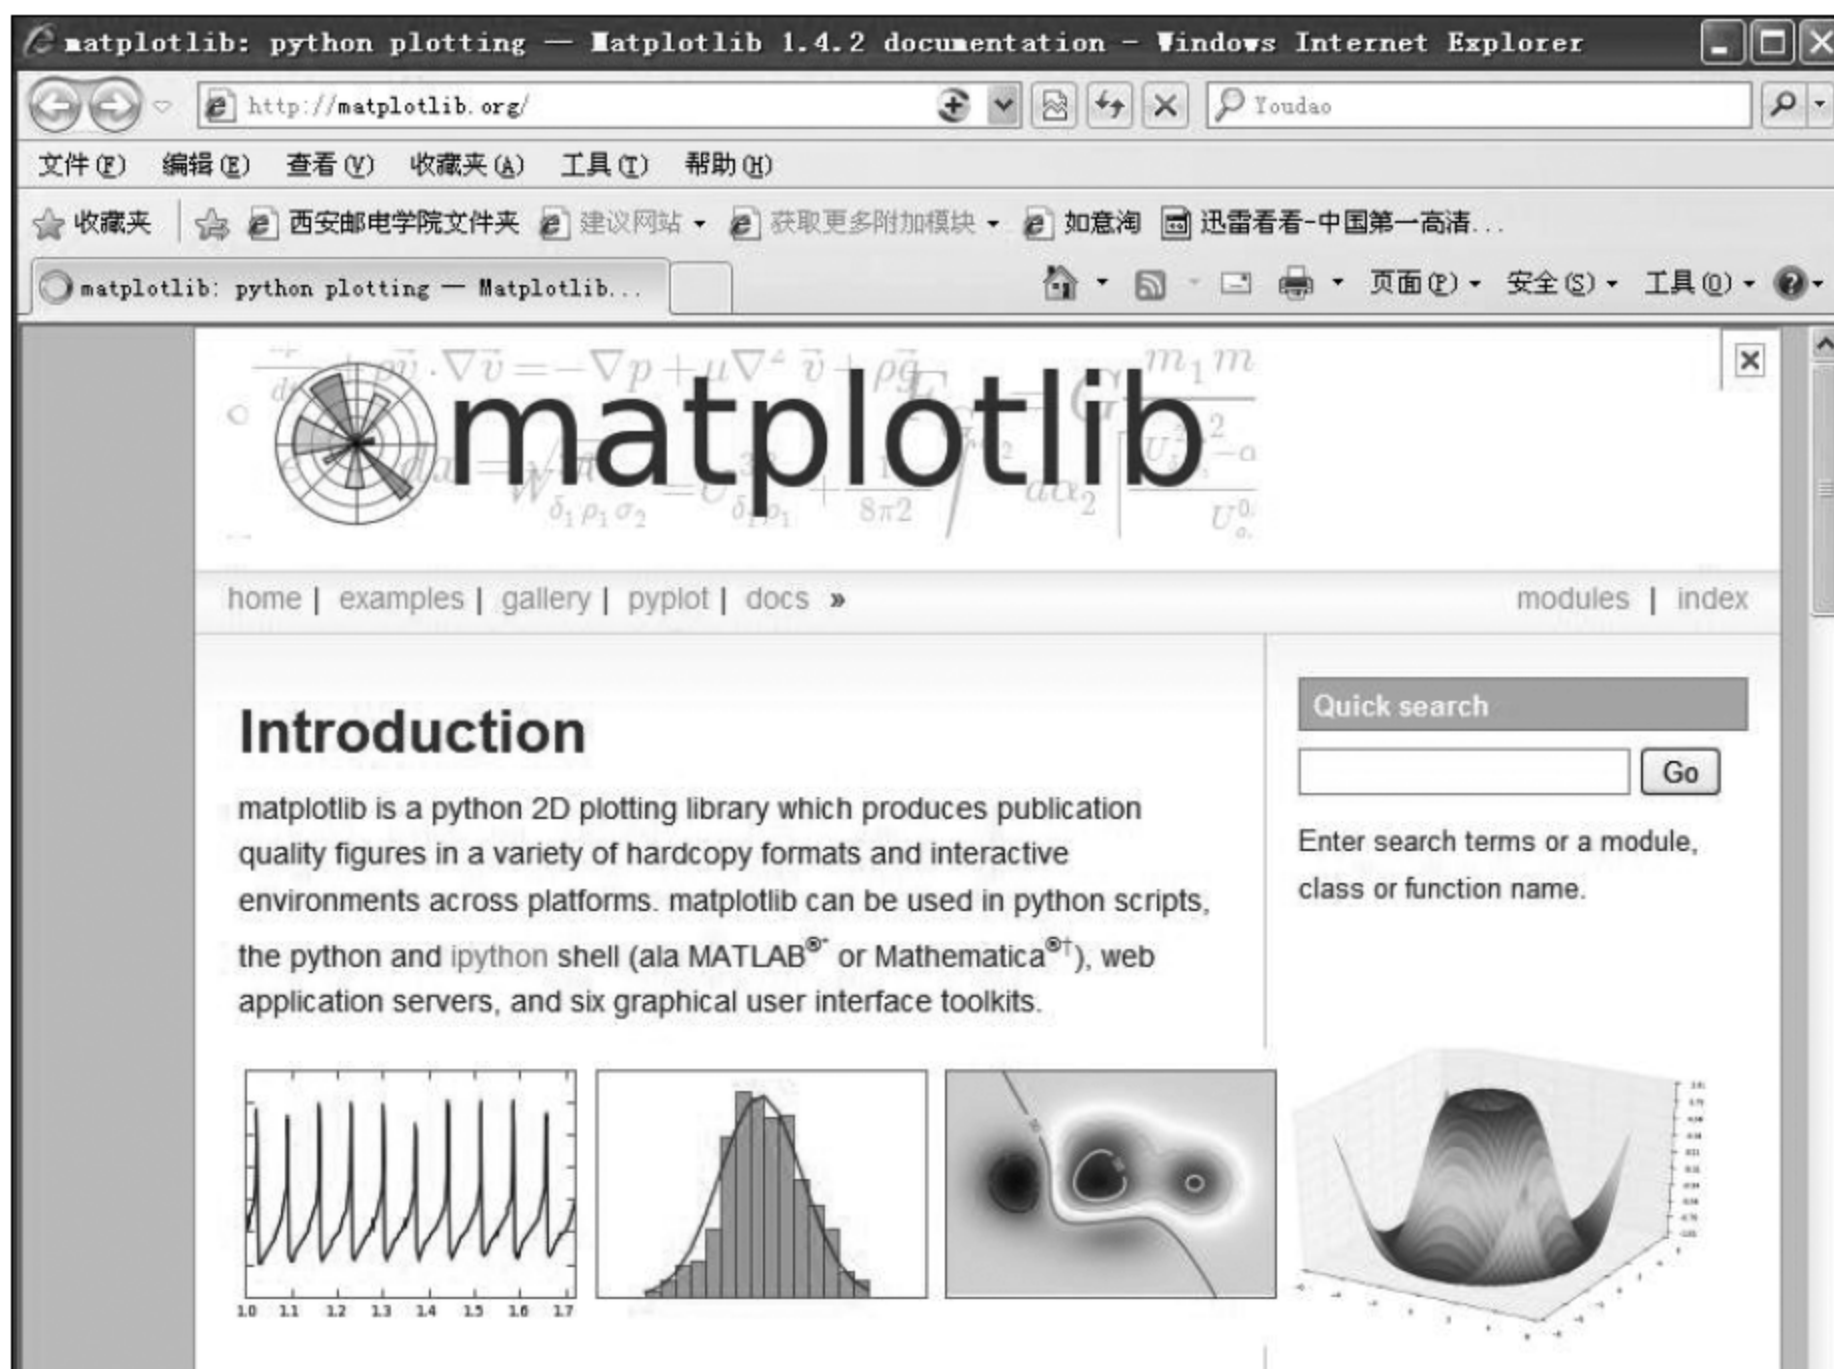 matplotlib: python plotting — Matplotlib 1.4.2 documentation - Windows Internet Explorer
http://matplotlib.org/
Youdao
文件(F) 编辑(E) 查看(V) 收藏夹(A) 工具(T) 帮助(H)
收藏夹 西安邮电学院文件夹 建议网站 获取更多附加模块 如意淘 迅雷看看-中国第一高清...
matplotlib: python plotting — Matplotlib...
页面(P) 安全(S) 工具(O)
matplotlib
home | examples | gallery | pyplot | docs »
modules | index
Introduction
matplotlib is a python 2D plotting library which produces publication
quality figures in a variety of hardcopy formats and interactive
environments across platforms. matplotlib can be used in python scripts,
the python and ipython shell (ala MATLAB®* or Mathematica®†), web
application servers, and six graphical user interface toolkits.
Quick search
Go
Enter search terms or a module,
class or function name.
1.0 1.1 1.2 1.3 1.4 1.5 1.6 1.7